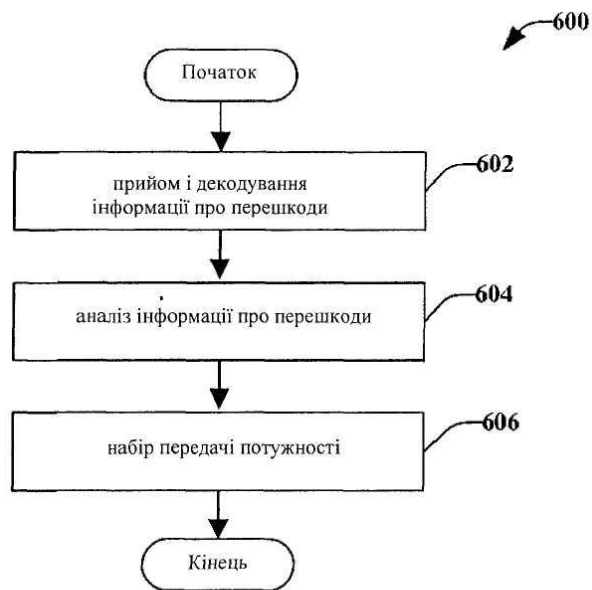 600
Початок
602
прийом і декодування
інформації про перешкоди
604
аналіз інформації про перешкоди
606
набір передачі потужності
Кінець